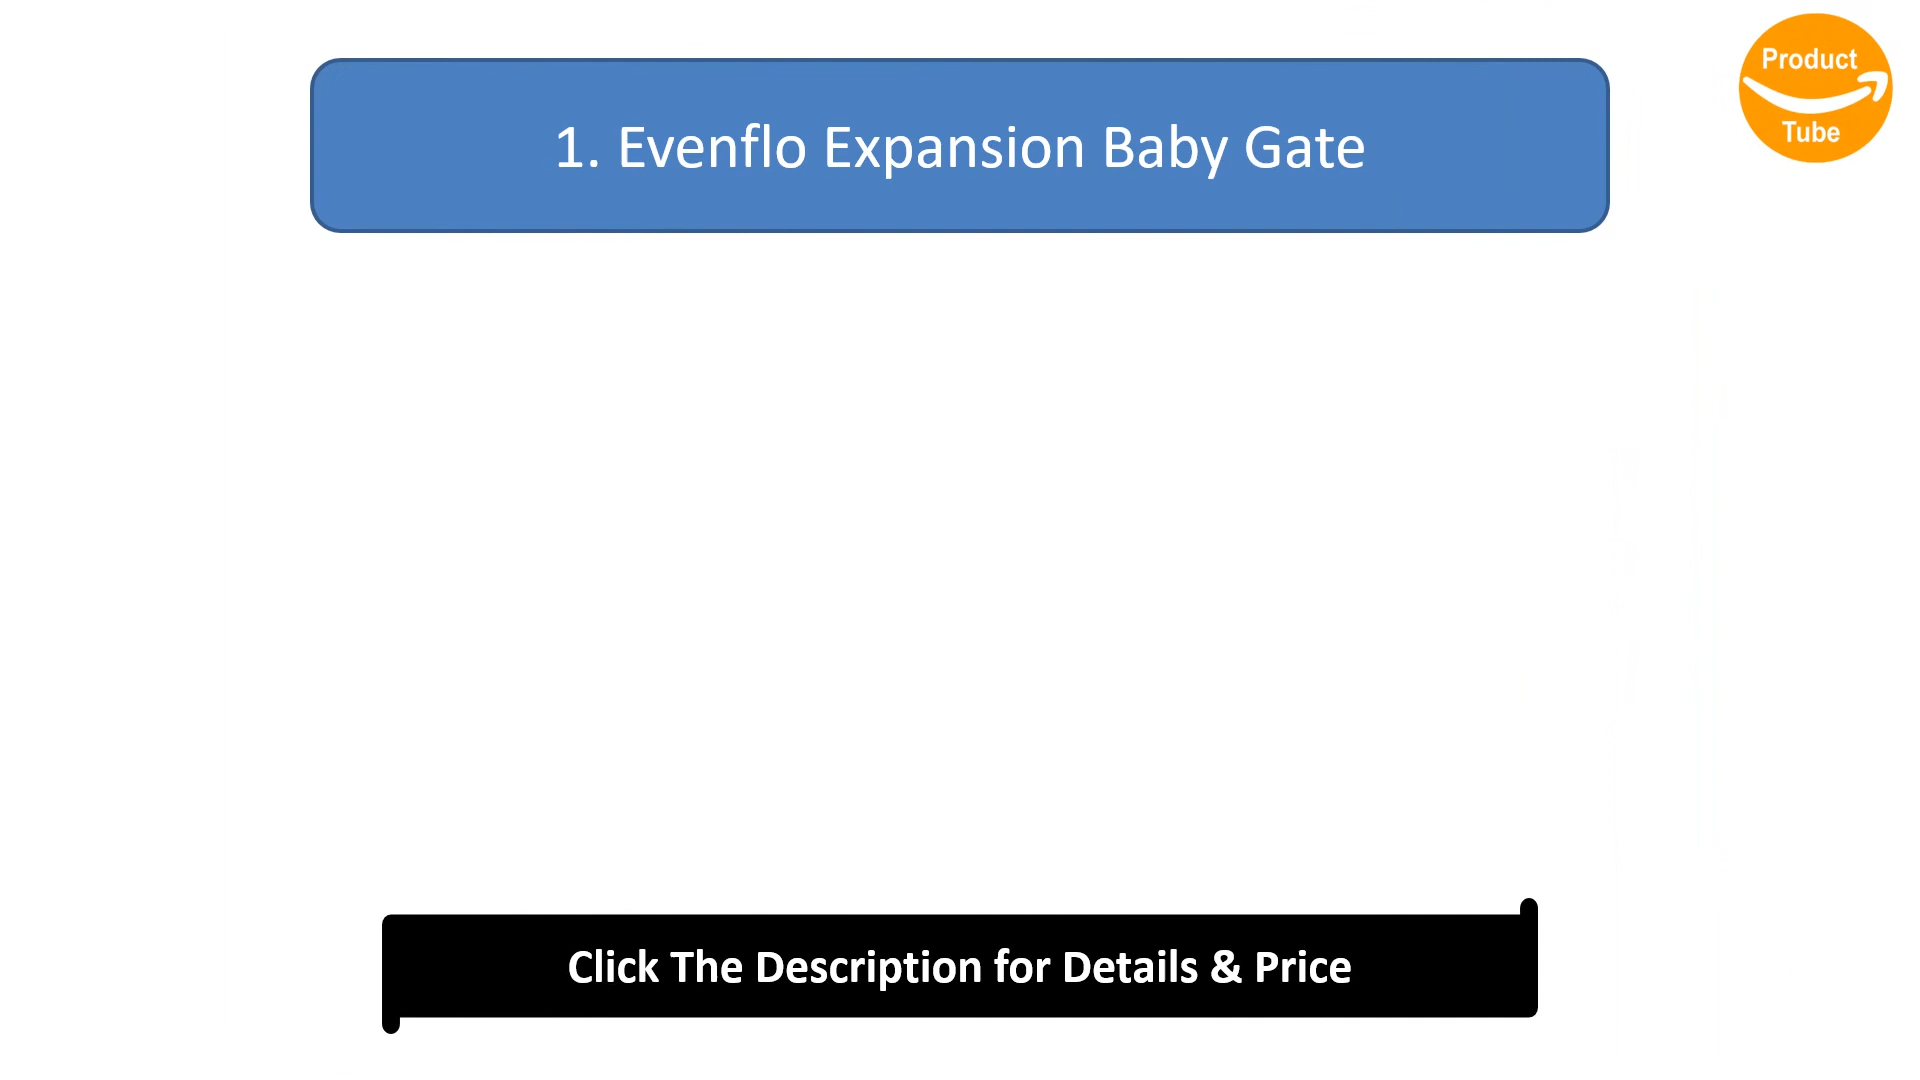 Product
Tube
1. Evenflo Expansion Baby Gate
Click The Description for Details & Price